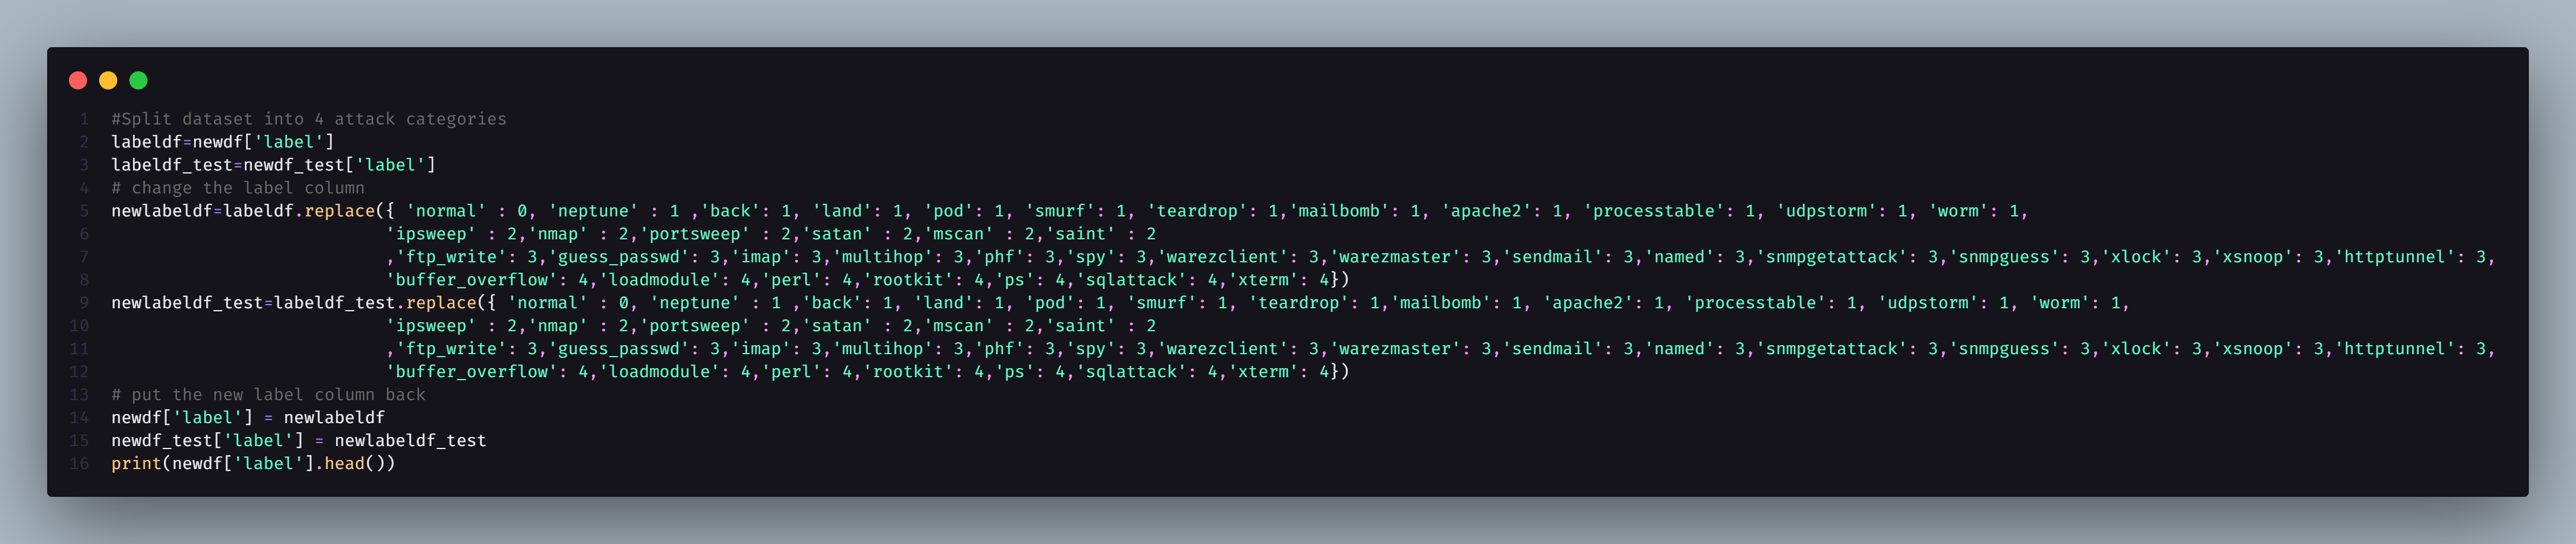 1 #Split dataset into 4 attack categories
2 labeldf=newdf['label']
3 labeldf_test=newdf_test['label']
4 # change the label column
5 newlabeldf=labeldf.replace({ 'normal' : 0, 'neptune' : 1 ,'back': 1, 'land': 1, 'pod': 1, 'smurf': 1, 'teardrop': 1,'mailbomb': 1, 'apache2': 1, 'processtable': 1, 'udpstorm': 1, 'worm': 1,
6 'ipsweep' : 2,'nmap' : 2,'portsweep' : 2,'satan' : 2,'mscan' : 2,'saint' : 2
7 ,'ftp_write': 3,'guess_passwd': 3,'imap': 3,'multihop': 3,'phf': 3,'spy': 3,'warezclient': 3,'warezmaster': 3,'sendmail': 3,'named': 3,'snmpgetattack': 3,'snmpguess': 3,'xlock': 3,'xsnoop': 3,'httptunnel': 3,
8 'buffer_overflow': 4,'loadmodule': 4,'perl': 4,'rootkit': 4,'ps': 4,'sqlattack': 4,'xterm': 4})
9 newlabeldf_test=labeldf_test.replace({ 'normal' : 0, 'neptune' : 1 ,'back': 1, 'land': 1, 'pod': 1, 'smurf': 1, 'teardrop': 1,'mailbomb': 1, 'apache2': 1, 'processtable': 1, 'udpstorm': 1, 'worm': 1,
10 'ipsweep' : 2,'nmap' : 2,'portsweep' : 2,'satan' : 2,'mscan' : 2,'saint' : 2
11 ,'ftp_write': 3,'guess_passwd': 3,'imap': 3,'multihop': 3,'phf': 3,'spy': 3,'warezclient': 3,'warezmaster': 3,'sendmail': 3,'named': 3,'snmpgetattack': 3,'snmpguess': 3,'xlock': 3,'xsnoop': 3,'httptunnel': 3,
12 'buffer_overflow': 4,'loadmodule': 4,'perl': 4,'rootkit': 4,'ps': 4,'sqlattack': 4,'xterm': 4})
13 # put the new label column back
14 newdf['label'] = newlabeldf
15 newdf_test['label'] = newlabeldf_test
16 print(newdf['label'].head())